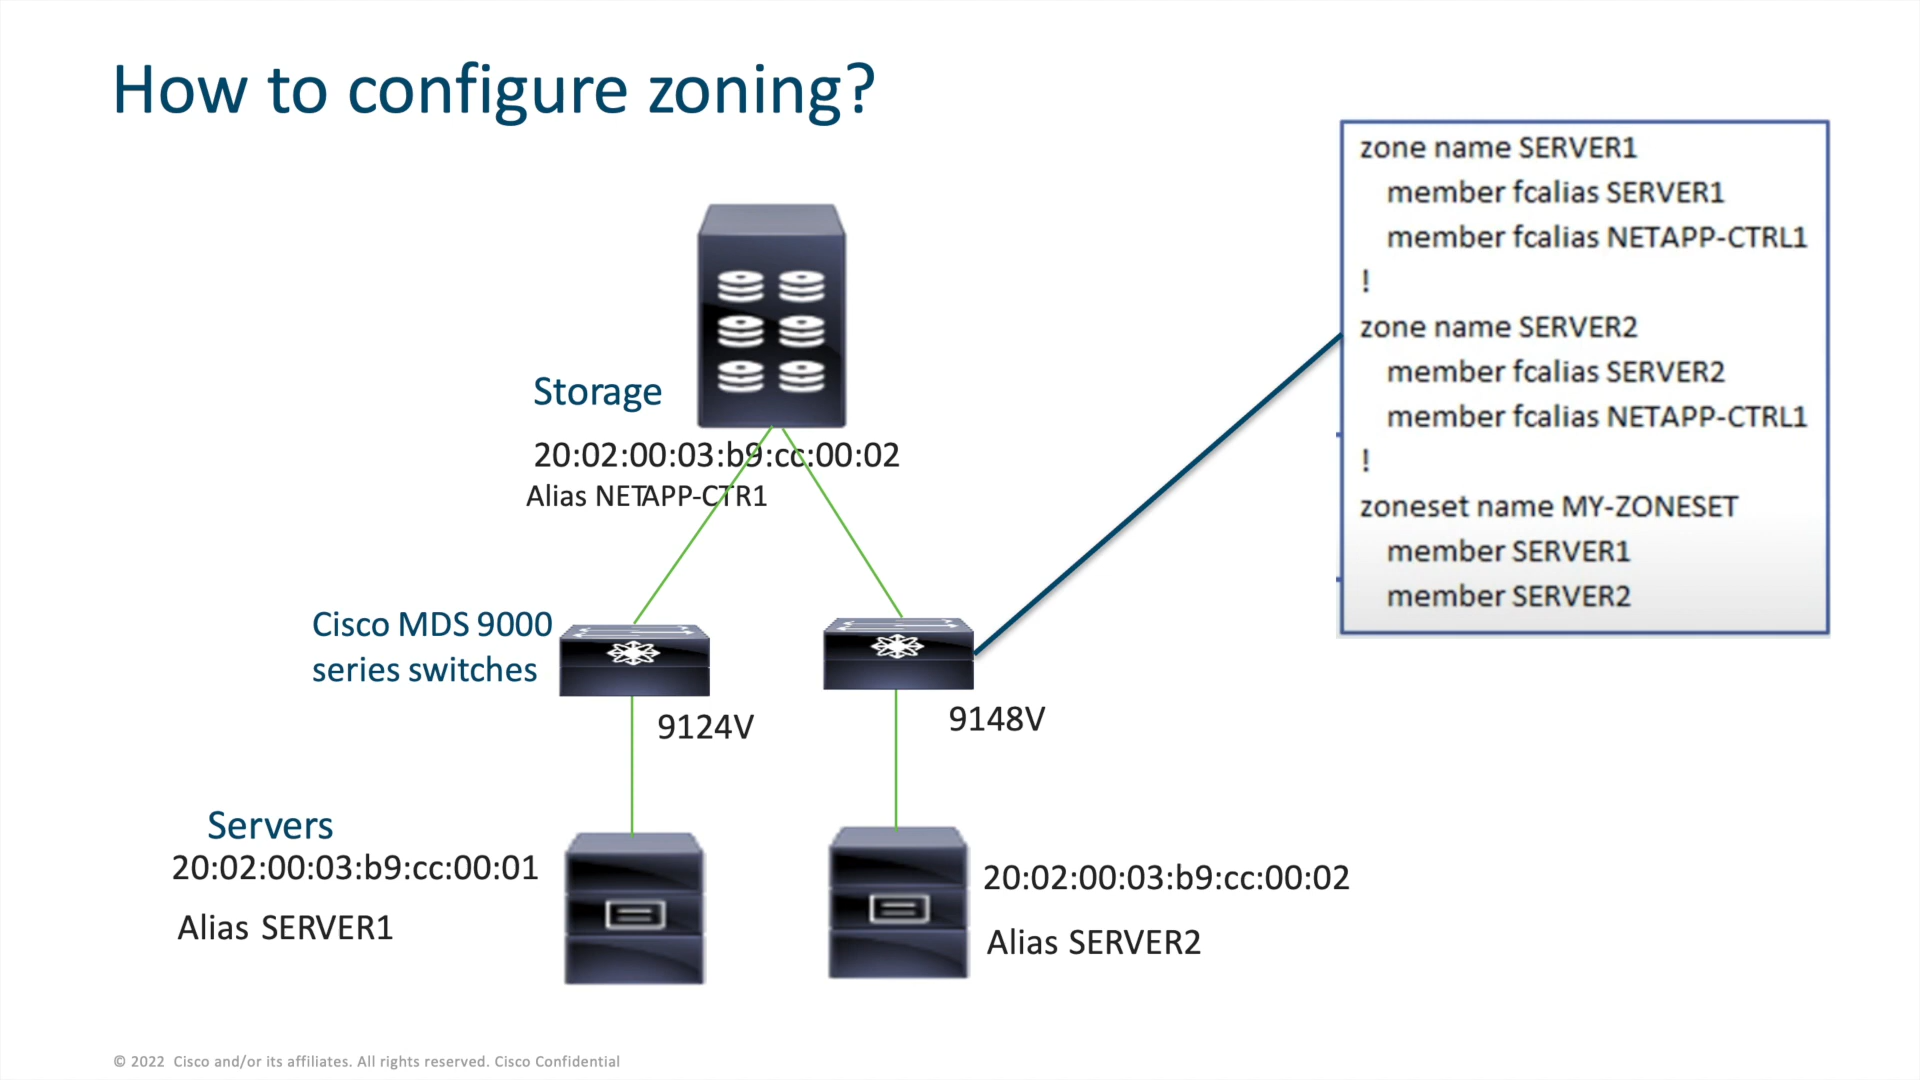 How to configure zoning?
zone name SERVER1
member fcalias SERVER1
member fcalias NETAPP-CTRL1
!
zone name SERVER2
member fcalias SERVER2
member fcalias NETAPP-CTRL1
!
zoneset name MY-ZONESET
member SERVER1
member SERVER2
Storage
20:02:00:03:b9:cc:00:02
Alias NETAPP-CTR1
Cisco MDS 9000
series switches
9124V
9148V
Servers
20:02:00:03:b9:cc:00:01
Alias SERVER1
20:02:00:03:b9:cc:00:02
Alias SERVER2
© 2022 Cisco and/or its affiliates. All rights reserved. Cisco Confidential